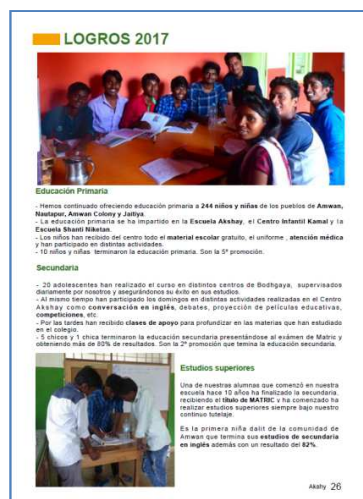 LOGROS 2017
Educación Primaria
- Hemos continuado ofreciendo educación primaria a 244 niños y niñas de los pueblos de Amwan,
Nautapur, Amwan Colony y Jaitiya.
- La educación primaria se ha impartido en la Escuela Akshay, el Centro Infantil Kamal y la
Escuela Shanti Niketan.
- Los niños han recibido del centro todo el material escolar gratuito, el uniforme, atención médica
y han participado en distintas actividades.
- 10 niños y niñas terminaron la educación primaria. Son la 5ª promoción.
Secundaria
- 20 adolescentes han realizado el curso en distintos centros de Bodhgaya, supervisados
diariamente por nosotros y asegurándonos su éxito en sus estudios.
- Al mismo tiempo han participado los domingos en distintas actividades realizadas en el Centro
Akshay como conversación en inglés, debates, proyección de películas educativas,
competiciones, etc.
- Por las tardes han recibido clases de apoyo para profundizar en las materias que han estudiado
en el colegio.
- 5 chicos y 1 chica terminaron la educación secundaria presentándose al exámen de Matric y
obteniendo más de 80% de resultados. Son la 2ª promoción que temina la educación secundaria.
Estudios superiores
Una de nuestras alumnas que comenzó en nuestra
escuela hace 10 años ha finalizado la secundaria,
recibiendo el título de MATRIC y ha comenzado ha
realizar estudios superiores siempre bajo nuestro
continuo tutelaje.
Es la primera niña dalit de la comunidad de
Amwan que termina sus estudios de secundaria
en inglés además con un resultado del 82%.
Akshy 26